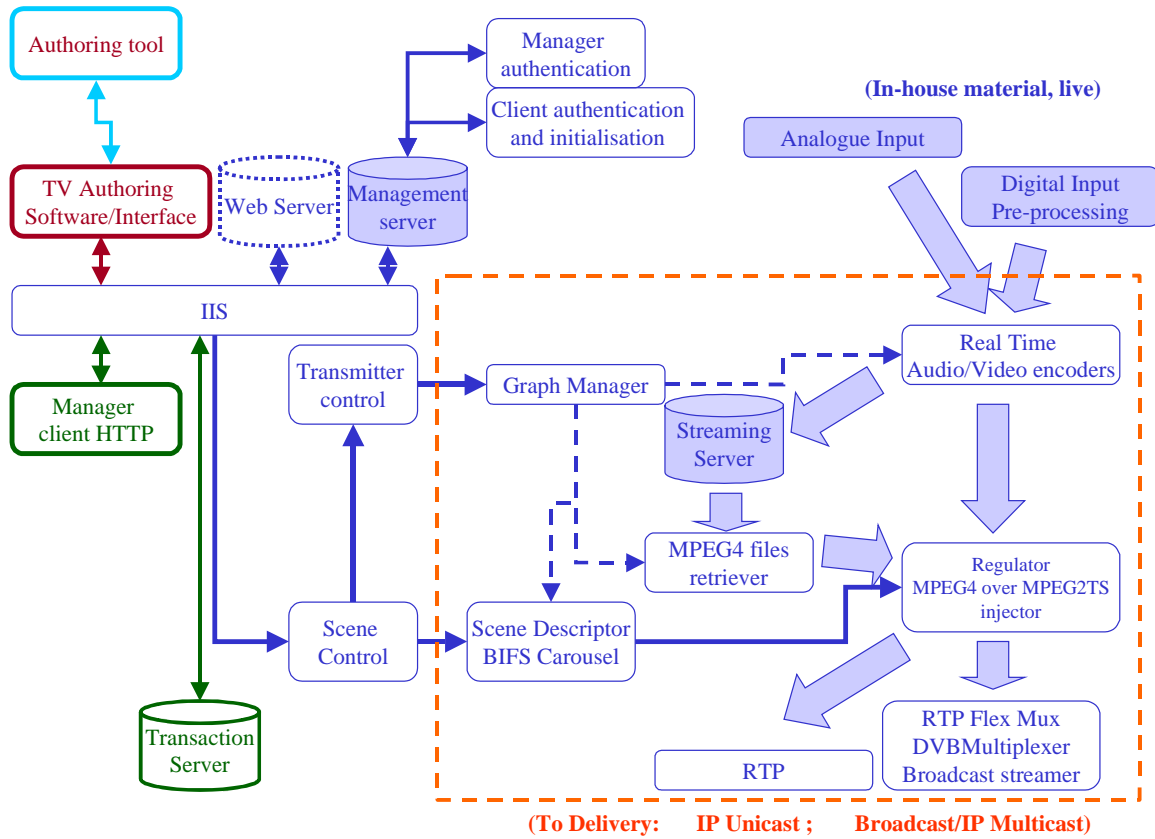 Authoring tool
Manager
authentication
(In-house material, live)
Client authentication
and initialisation
Analogue Input
TV Authoring
Software/Interface
Web Server
Management
server
Digital Input
Pre-processing
IIS
Transmitter
control
Graph Manager
Real Time
Audio/Video encoders
Manager
client HTTP
Streaming
Server
MPEG4 files
retriever
Regulator
MPEG4 over MPEG2TS
injector
Scene
Control
Scene Descriptor
BIFS Carousel
Transaction
Server
RTP
RTP Flex Mux
DVBMultiplexer
Broadcast streamer
(To Delivery: IP Unicast ; Broadcast/IP Multicast)